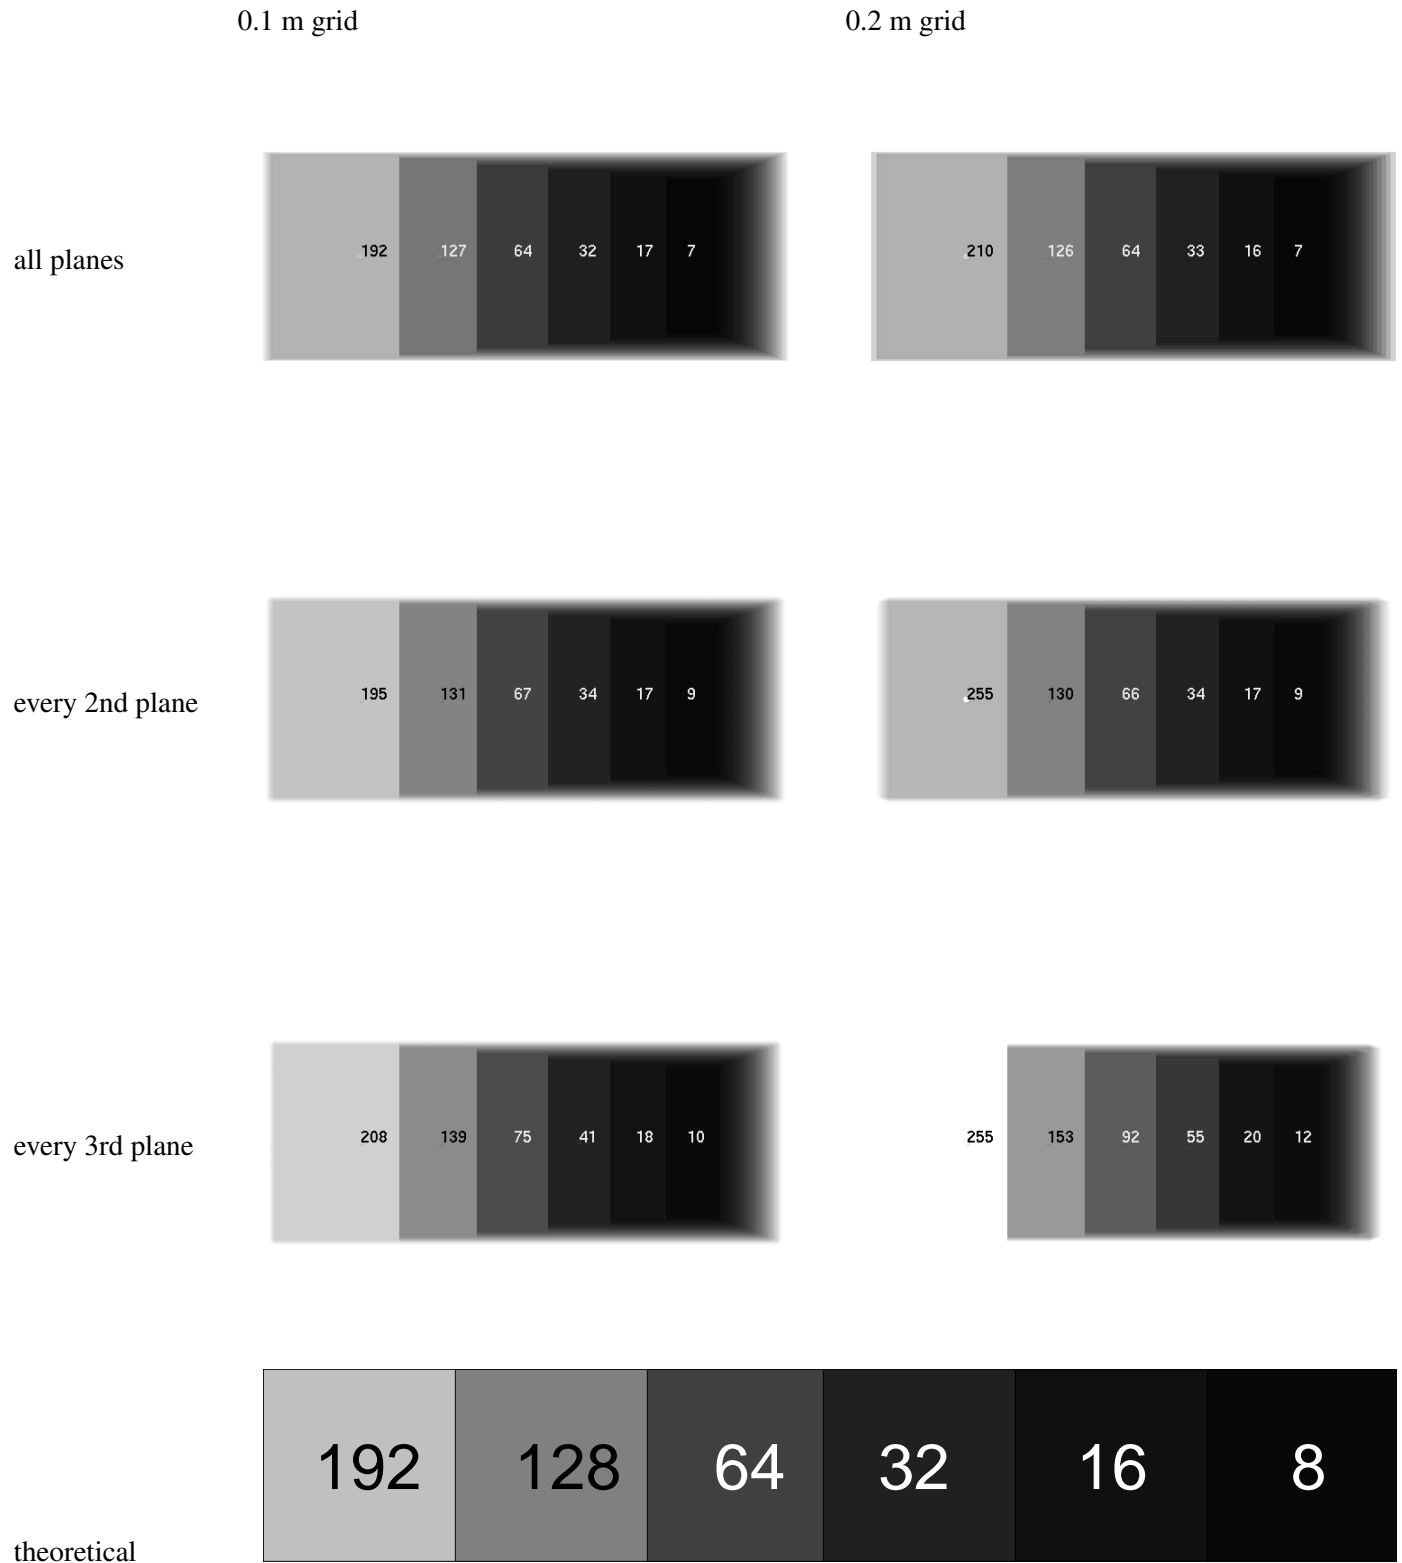 0.1 m grid 0.2 m grid
all planes 192 127 64 32 17 7 210 126 64 33 16 7
every 2nd plane 195 131 67 34 17 9 255 130 66 34 17 9
every 3rd plane 208 139 75 41 18 10 255 153 92 55 20 12
192 128 64 32 16 8
theoretical